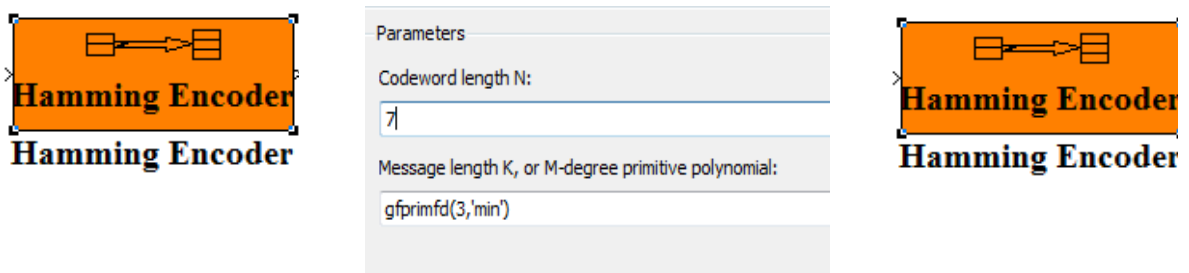 Hamming Encoder
Hamming Encoder
Parameters
Codeword length N:
7
Message length K, or M-degree primitive polynomial:
gfprimfd(3,'min')
Hamming Encoder
Hamming Encoder